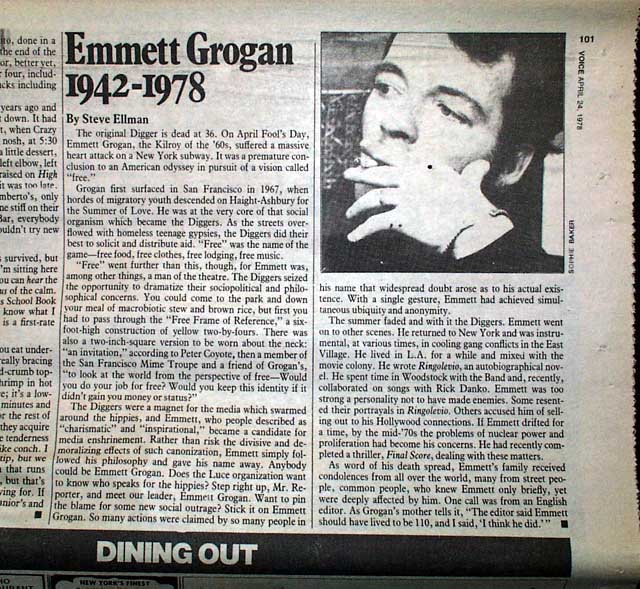 to, done in a
the end of the
or, better yet,
four, includ-
cks including
years ago and
down. It had
t, when Crazy
nosh, at 5:30
a little dessert,
left elbow, left
raised on High
it was too late.
mberto's, only
ne stiff on their
Bar, everybody
ouldn't try new
survived, but
'm sitting here
ou can hear the
us of the calm.
s School Book
know what I
is a first-rate
ou eat under-
really bracing
d-crumb top-
hrimp in hot
e; it's a low-
minutes and
or the rest of
they acquire
e tenderness
like conch. I
tip, but we
that runs
, but that's
ying for. If
unior's and
Emmett Grogan
1942-1978
By Steve Ellman
The original Digger is dead at 36. On April Fool's Day,
Emmett Grogan, the Kilroy of the '60s, suffered a massive
heart attack on a New York subway. It was a premature con-
clusion to an American odyssey in pursuit of a vision called
"free."
Grogan first surfaced in San Francisco in 1967, when
hordes of migratory youth descended on Haight-Ashbury for
the Summer of Love. He was at the very core of that social
organism which became the Diggers. As the streets over-
flowed with homeless teenage gypsies, the Diggers did their
best to solicit and distribute aid. "Free" was the name of the
game—free food, free clothes, free lodging, free music.
"Free" went further than this, though, for Emmett was,
among other things, a man of the theatre. The Diggers seized
the opportunity to dramatize their sociopolitical and philo-
sophical concerns. You could come to the park and down
your meal of macrobiotic stew and brown rice, but first you
had to pass through the "Free Frame of Reference," a six-
foot-high construction of yellow two-by-fours. There was
also a two-inch-square version to be worn about the neck:
"an invitation," according to Peter Coyote, then a member of
the San Francisco Mime Troupe and a friend of Grogan's,
"to look at the world from the perspective of free—Would
you do your job for free? Would you keep this identity if it
didn't gain you money or status?"
The Diggers were a magnet for the media which swarmed
around the hippies, and Emmett, who people described as
"charismatic" and "inspirational," became a candidate for
media enshrinement. Rather than risk the divisive and de-
moralizing effects of such canonization, Emmett simply fol-
lowed his philosophy and gave his name away. Anybody
could be Emmett Grogan. Does the Luce organization want
to know who speaks for the hippies? Step right up, Mr. Re-
porter, and meet our leader, Emmett Grogan. Want to pin
the blame for some new social outrage? Stick it on Emmett
Grogan. So many actions were claimed by so many people in
SOPHIE BAKER
his name that widespread doubt arose as to his actual exis-
tence. With a single gesture, Emmett had achieved simul-
taneous ubiquity and anonymity.
The summer faded and with it the Diggers. Emmett went
on to other scenes. He returned to New York and was instru-
mental, at various times, in cooling gang conflicts in the East
Village. He lived in L.A. for a while and mixed with the
movie colony. He wrote Ringolevio, an autobiographical nov-
el. He spent time in Woodstock with the Band and, recently,
collaborated on songs with Rick Danko. Emmett was too
strong a personality not to have made enemies. Some resent-
ed their portrayals in Ringolevio. Others accused him of sell-
ing out to his Hollywood connections. If Emmett drifted for
a time, by the mid-'70s the problems of nuclear power and
proliferation had become his concerns. He had recently com-
pleted a thriller, Final Score, dealing with these matters.
As word of his death spread, Emmett's family received
condolences from all over the world, many from street peo-
ple, common people, who knew Emmett only briefly, yet
were deeply affected by him. One call was from an English
editor. As Grogan's mother tells it, "The editor said Emmett
should have lived to be 110, and I said, 'I think he did.'"
101
VOICE APRIL 24, 1978
DINING OUT
NEW YORK'S FINEST